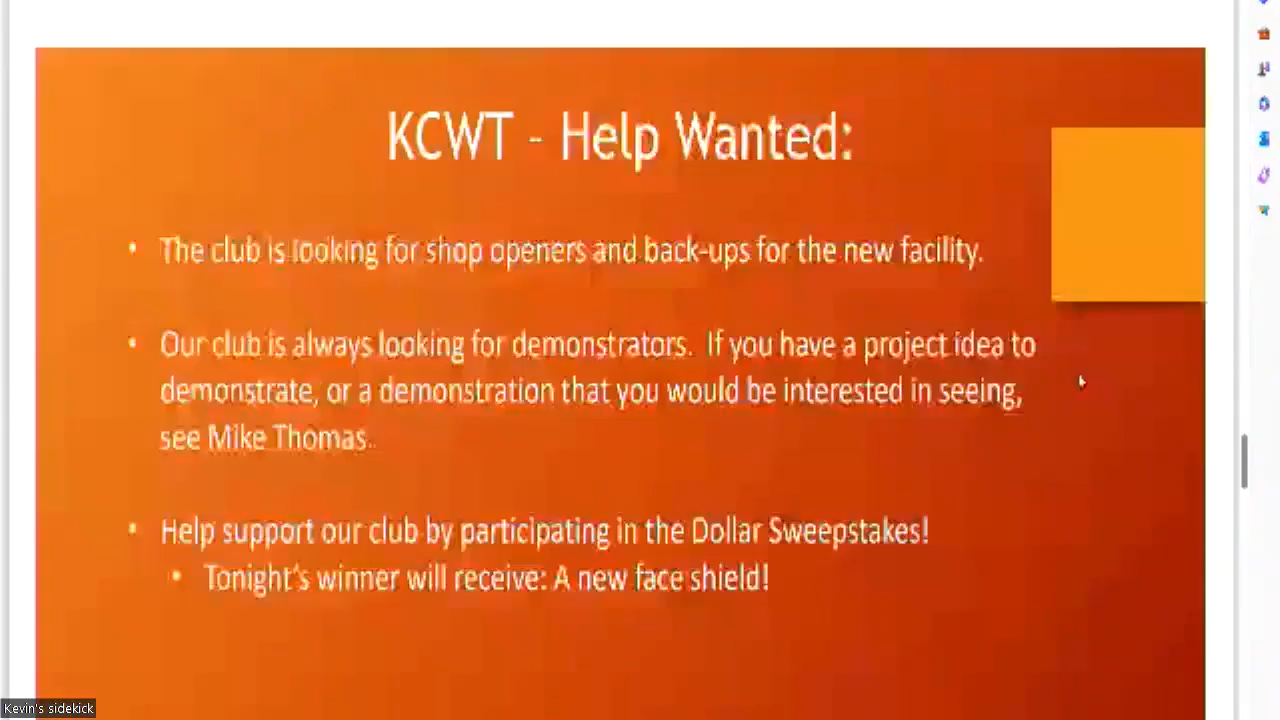 KCWT - Help Wanted:
• The club is looking for shop openers and back-ups for the new facility.
• Our club is always looking for demonstrators. If you have a project idea to
demonstrate, or a demonstration that you would be interested in seeing,
see Mike Thomas.
• Help support our club by participating in the Dollar Sweepstakes!
• Tonight's winner will receive: A new face shield!
Kevin's sidekick